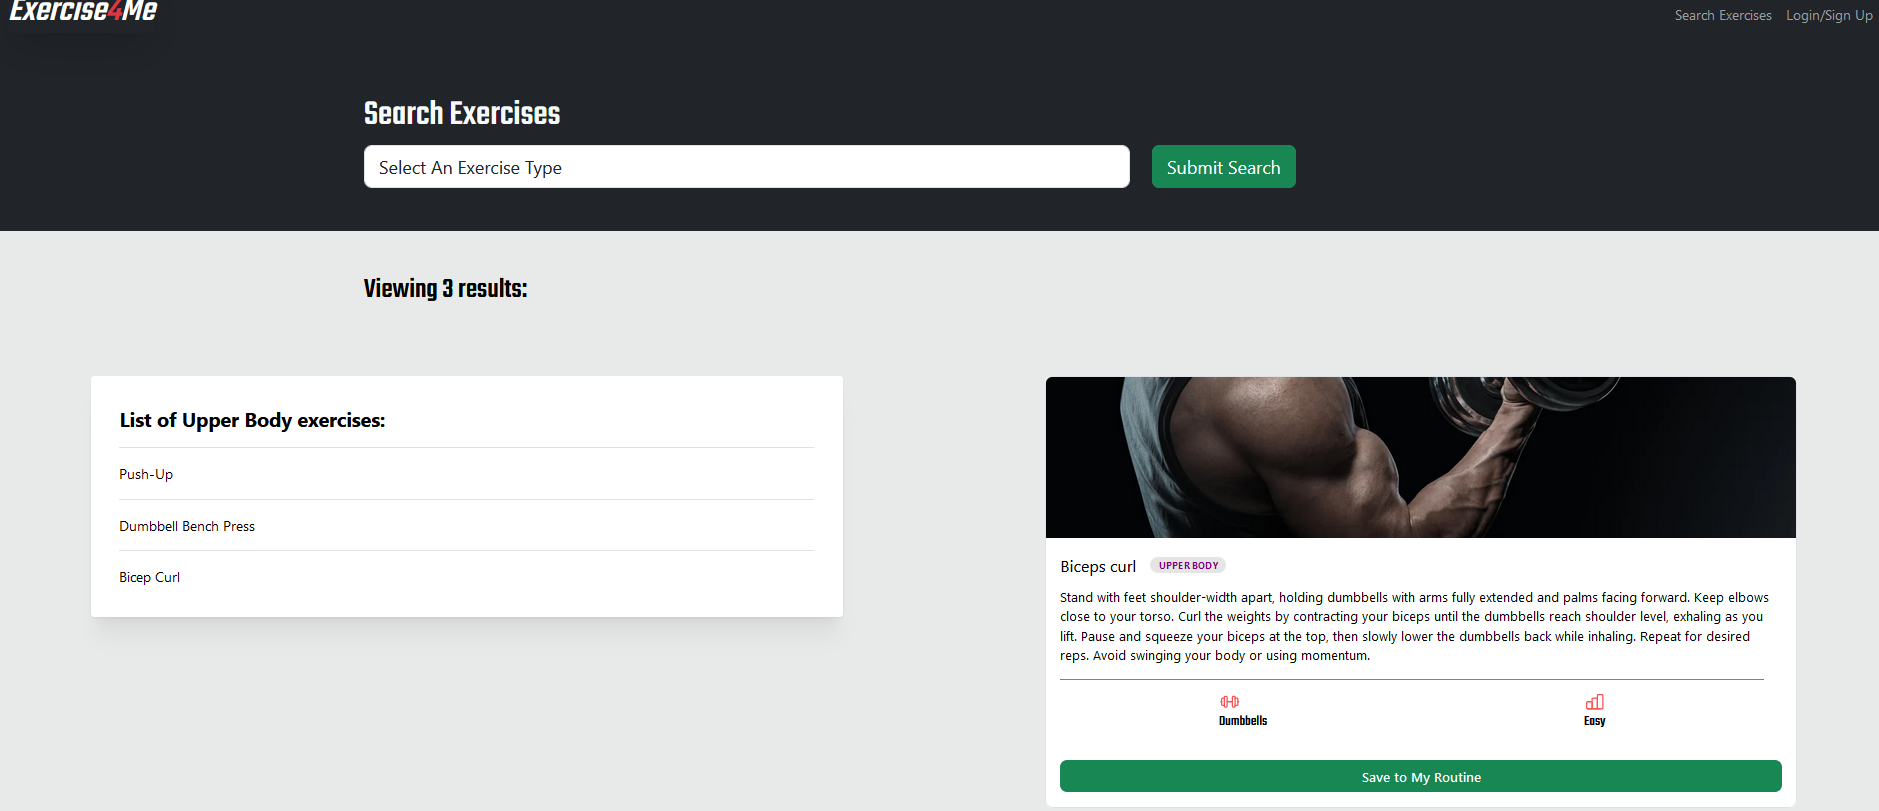 Exercise4Me
Search Exercises
Login/Sign Up
Search Exercises
Select An Exercise Type
Submit Search
Viewing 3 results:
List of Upper Body exercises:
Push-Up
Dumbbell Bench Press
Bicep Curl
Biceps curl
UPPER BODY
Stand with feet shoulder-width apart, holding dumbbells with arms fully extended and palms facing forward. Keep elbows
close to your torso. Curl the weights by contracting your biceps until the dumbbells reach shoulder level, exhaling as you
lift. Pause and squeeze your biceps at the top, then slowly lower the dumbbells back while inhaling. Repeat for desired
reps. Avoid swinging your body or using momentum.
Dumbbells
Easy
Save to My Routine